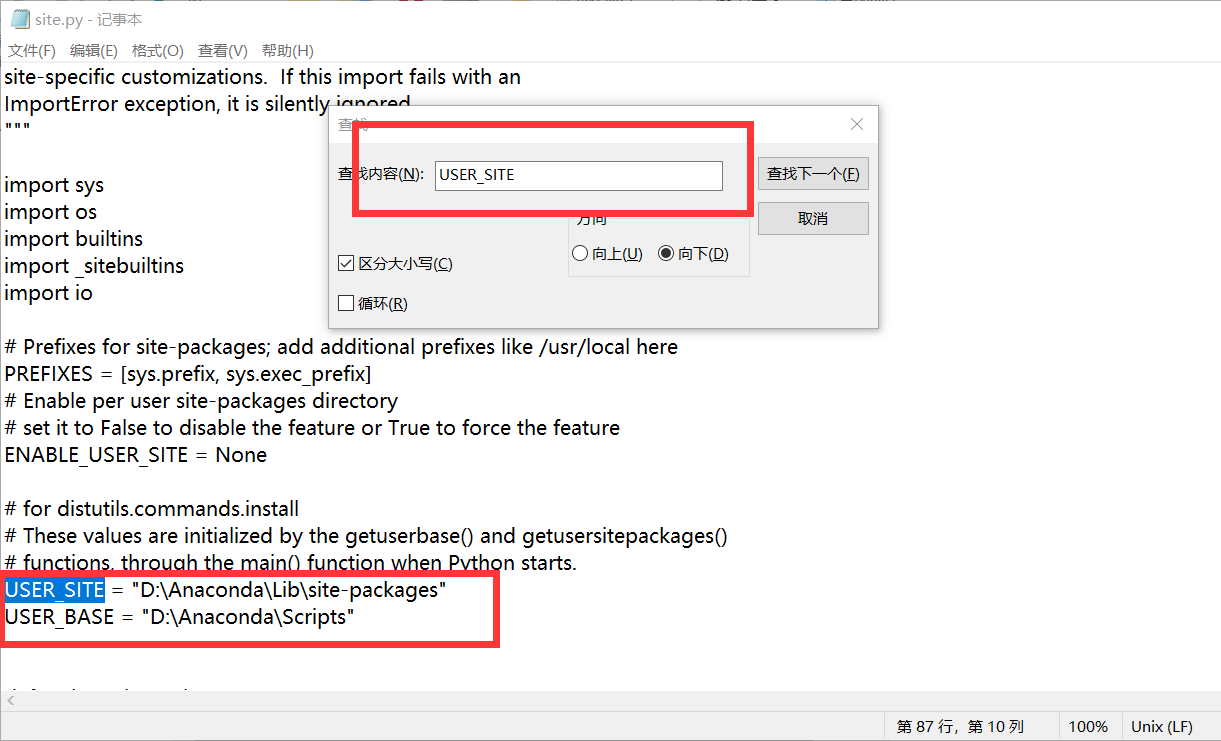 site.py - 记事本
文件(F) 编辑(E) 格式(O) 查看(V) 帮助(H)
site-specific customizations.  If this import fails with an
ImportError exception, it is silently ignored
"""
查找
查找内容(N): USER_SITE 查找下一个(F)
取消
方向
向上(U) 向下(D)
区分大小写(C)
循环(R)
import sys
import os
import builtins
import _sitebuiltins
import io
# Prefixes for site-packages; add additional prefixes like /usr/local here
PREFIXES = [sys.prefix, sys.exec_prefix]
# Enable per user site-packages directory
# set it to False to disable the feature or True to force the feature
ENABLE_USER_SITE = None
# for distutils.commands.install
# These values are initialized by the getuserbase() and getusersitepackages()
# functions, through the main() function when Python starts.
USER_SITE = "D:\Anaconda\Lib\site-packages"
USER_BASE = "D:\Anaconda\Scripts"
第 87 行，第 10 列 100% Unix (LF)